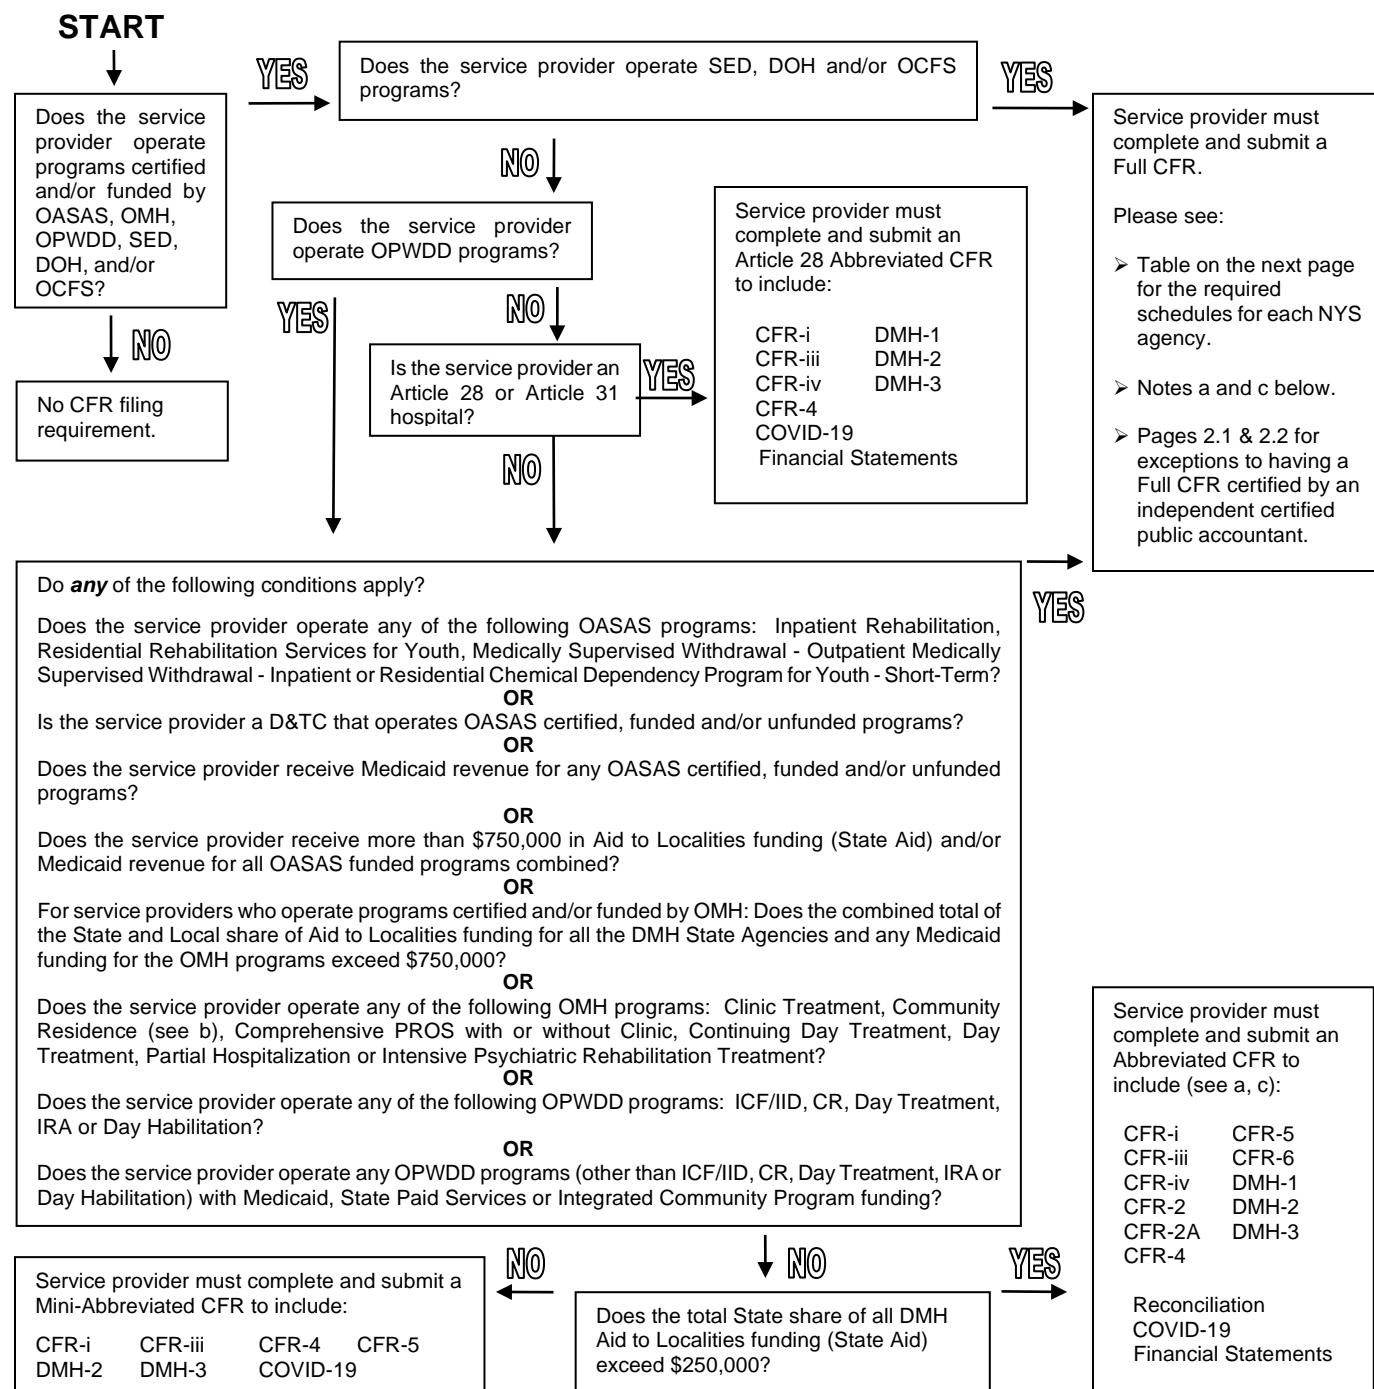 START
YES
Does the service provider operate SED, DOH and/or OCFS
programs?
YES
Does the service
provider operate
programs certified
and/or funded by
OASAS, OMH,
OPWDD, SED,
DOH, and/or
OCFS?
NO
No CFR filing
requirement.
NO
Does the service provider
operate OPWDD programs?
YES
NO
Is the service provider an
Article 28 or Article 31
hospital?
YES
NO
Service provider must
complete and submit an
Article 28 Abbreviated CFR
to include:
CFR-i DMH-1
CFR-iii DMH-2
CFR-iv DMH-3
CFR-4
COVID-19
Financial Statements
Service provider must
complete and submit a
Full CFR.
Please see:
➢ Table on the next page
for the required
schedules for each NYS
agency.
➢ Notes a and c below.
➢ Pages 2.1 & 2.2 for
exceptions to having a
Full CFR certified by an
independent certified
public accountant.
Do any of the following conditions apply?
Does the service provider operate any of the following OASAS programs: Inpatient Rehabilitation,
Residential Rehabilitation Services for Youth, Medically Supervised Withdrawal - Outpatient Medically
Supervised Withdrawal - Inpatient or Residential Chemical Dependency Program for Youth - Short-Term?
OR
Is the service provider a D&TC that operates OASAS certified, funded and/or unfunded programs?
OR
Does the service provider receive Medicaid revenue for any OASAS certified, funded and/or unfunded
programs?
OR
Does the service provider receive more than $750,000 in Aid to Localities funding (State Aid) and/or
Medicaid revenue for all OASAS funded programs combined?
OR
For service providers who operate programs certified and/or funded by OMH: Does the combined total of
the State and Local share of Aid to Localities funding for all the DMH State Agencies and any Medicaid
funding for the OMH programs exceed $750,000?
OR
Does the service provider operate any of the following OMH programs: Clinic Treatment, Community
Residence (see b), Comprehensive PROS with or without Clinic, Continuing Day Treatment, Day
Treatment, Partial Hospitalization or Intensive Psychiatric Rehabilitation Treatment?
OR
Does the service provider operate any of the following OPWDD programs: ICF/IID, CR, Day Treatment,
IRA or Day Habilitation?
OR
Does the service provider operate any OPWDD programs (other than ICF/IID, CR, Day Treatment, IRA or
Day Habilitation) with Medicaid, State Paid Services or Integrated Community Program funding?
YES
NO
Does the total State share of all DMH
Aid to Localities funding (State Aid)
exceed $250,000?
NO
YES
Service provider must complete and submit a
Mini-Abbreviated CFR to include:
CFR-i CFR-iii CFR-4 CFR-5
DMH-2 DMH-3 COVID-19
Service provider must
complete and submit an
Abbreviated CFR to
include (see a, c):
CFR-i CFR-5
CFR-iii CFR-6
CFR-iv DMH-1
CFR-2 DMH-2
CFR-2A DMH-3
CFR-4
Reconciliation
COVID-19
Financial Statements